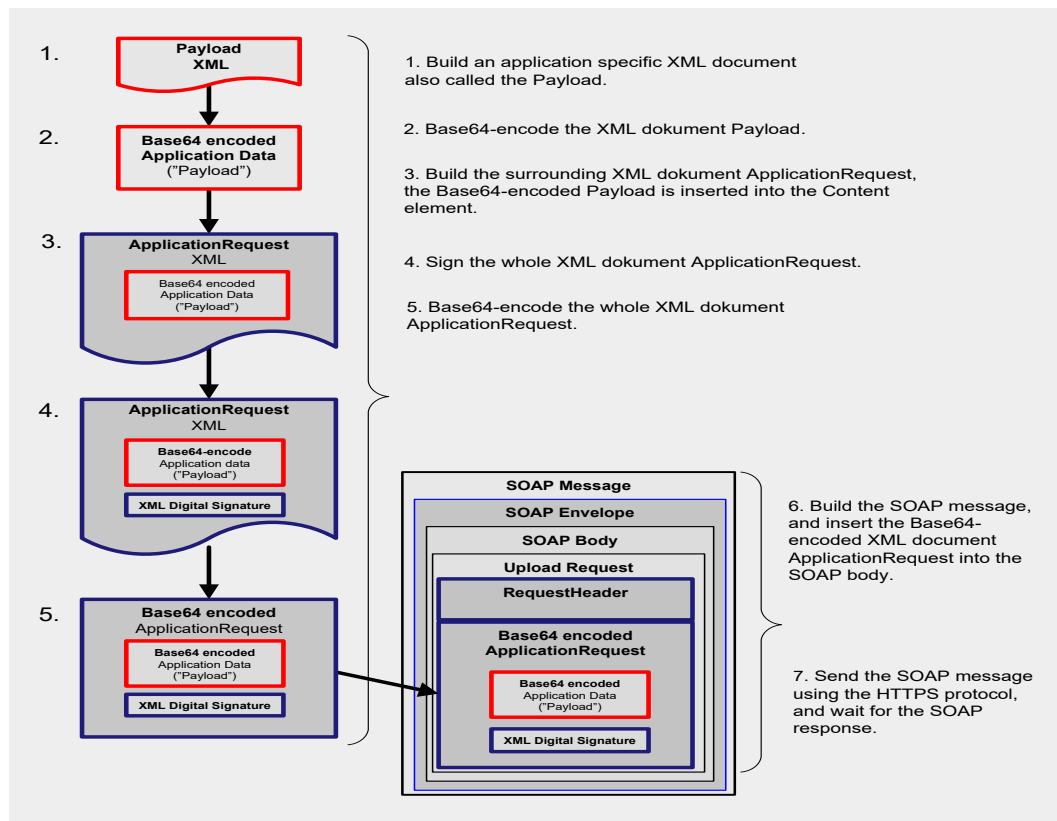 1.
Payload
XML
2.
Base64 encoded
Application Data
("Payload")
3.
ApplicationRequest
XML
Base64 encoded
Application Data
("Payload")
4.
ApplicationRequest
XML
Base64-encode
Application data
("Payload")
XML Digital Signature
5.
Base64 encoded
ApplicationRequest
Base64 encoded
Application Data
("Payload")
XML Digital Signature
1. Build an application specific XML document
also called the Payload.
2. Base64-encode the XML dokument Payload.
3. Build the surrounding XML dokument ApplicationRequest,
the Base64-encoded Payload is inserted into the Content
element.
4. Sign the whole XML dokument ApplicationRequest.
5. Base64-encode the whole XML dokument
ApplicationRequest.
SOAP Message
SOAP Envelope
SOAP Body
Upload Request
RequestHeader
Base64 encoded
ApplicationRequest
Base64 encoded
Application Data
("Payload")
XML Digital Signature
6. Build the SOAP message,
and insert the Base64-
encoded XML document
ApplicationRequest into the
SOAP body.
7. Send the SOAP message
using the HTTPS protocol,
and wait for the SOAP
response.